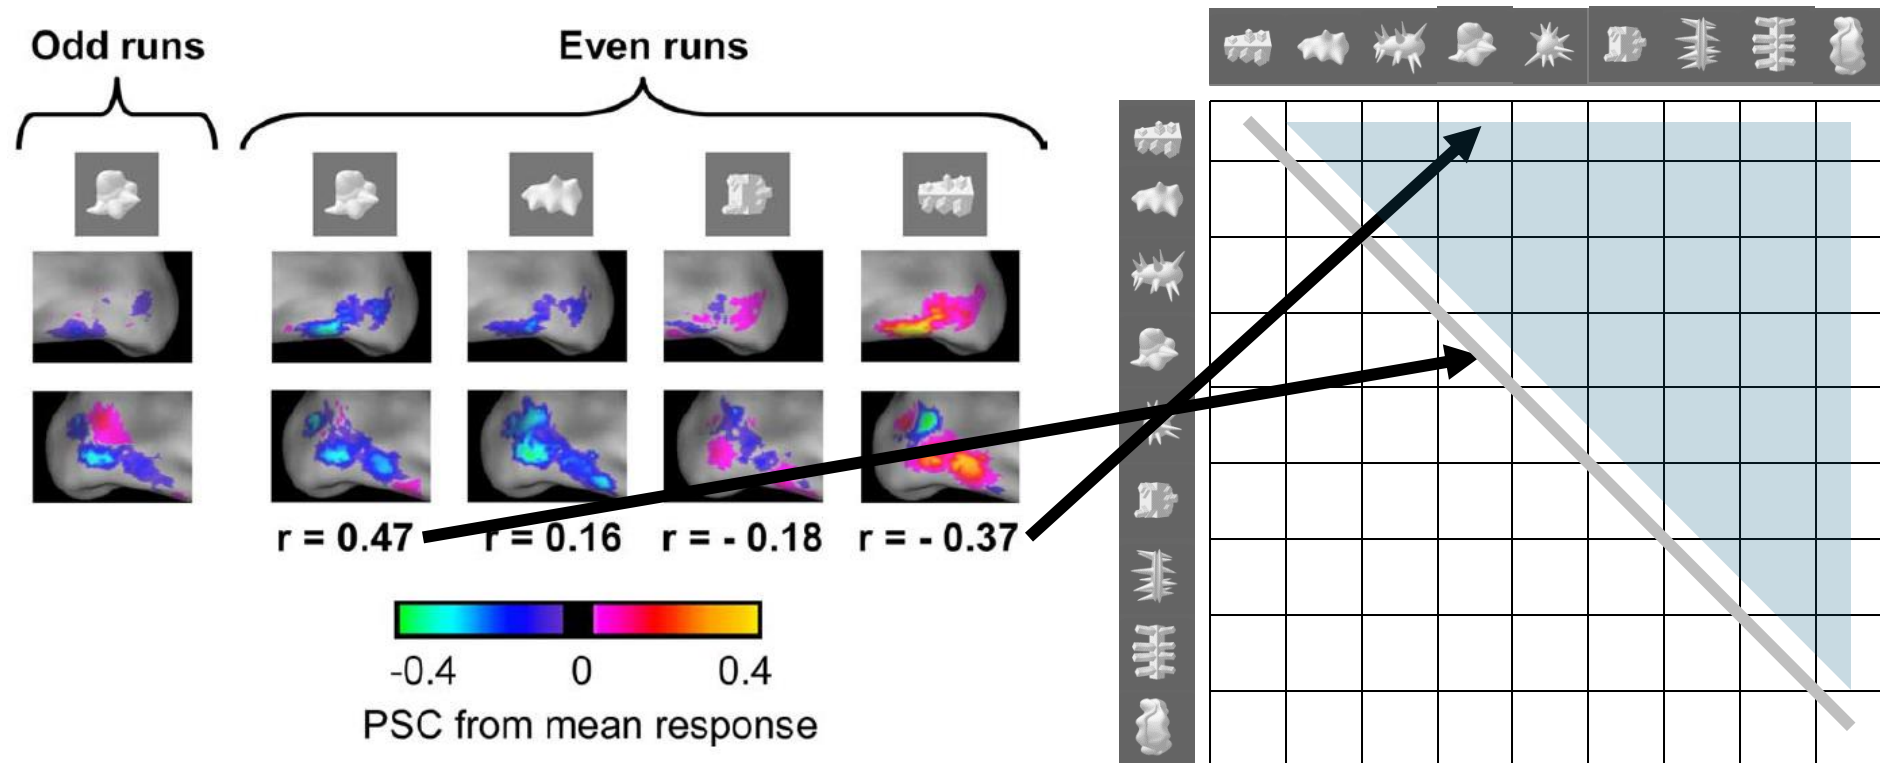 Odd runs
Even runs
r = 0.47
r = 0.16
r = - 0.18
r = - 0.37
-0.4
0
0.4
PSC from mean response